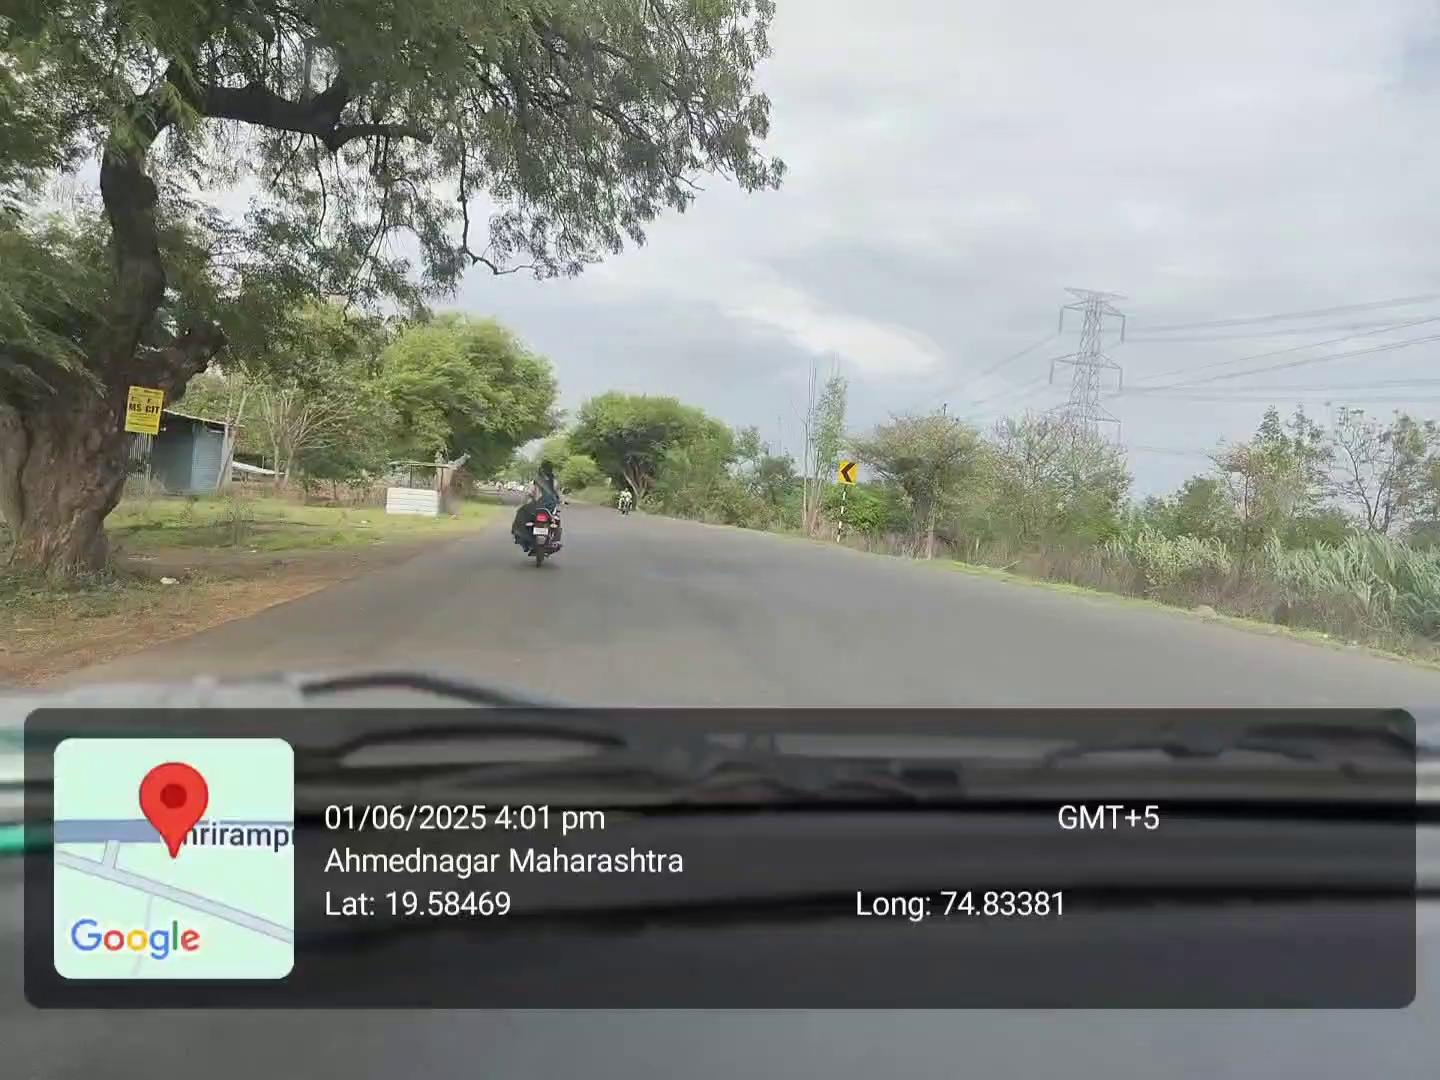 MS-CIT
hrirampu
Google
01/06/2025 4:01 pm
GMT+5
Ahmednagar Maharashtra
Lat: 19.58469
Long: 74.83381